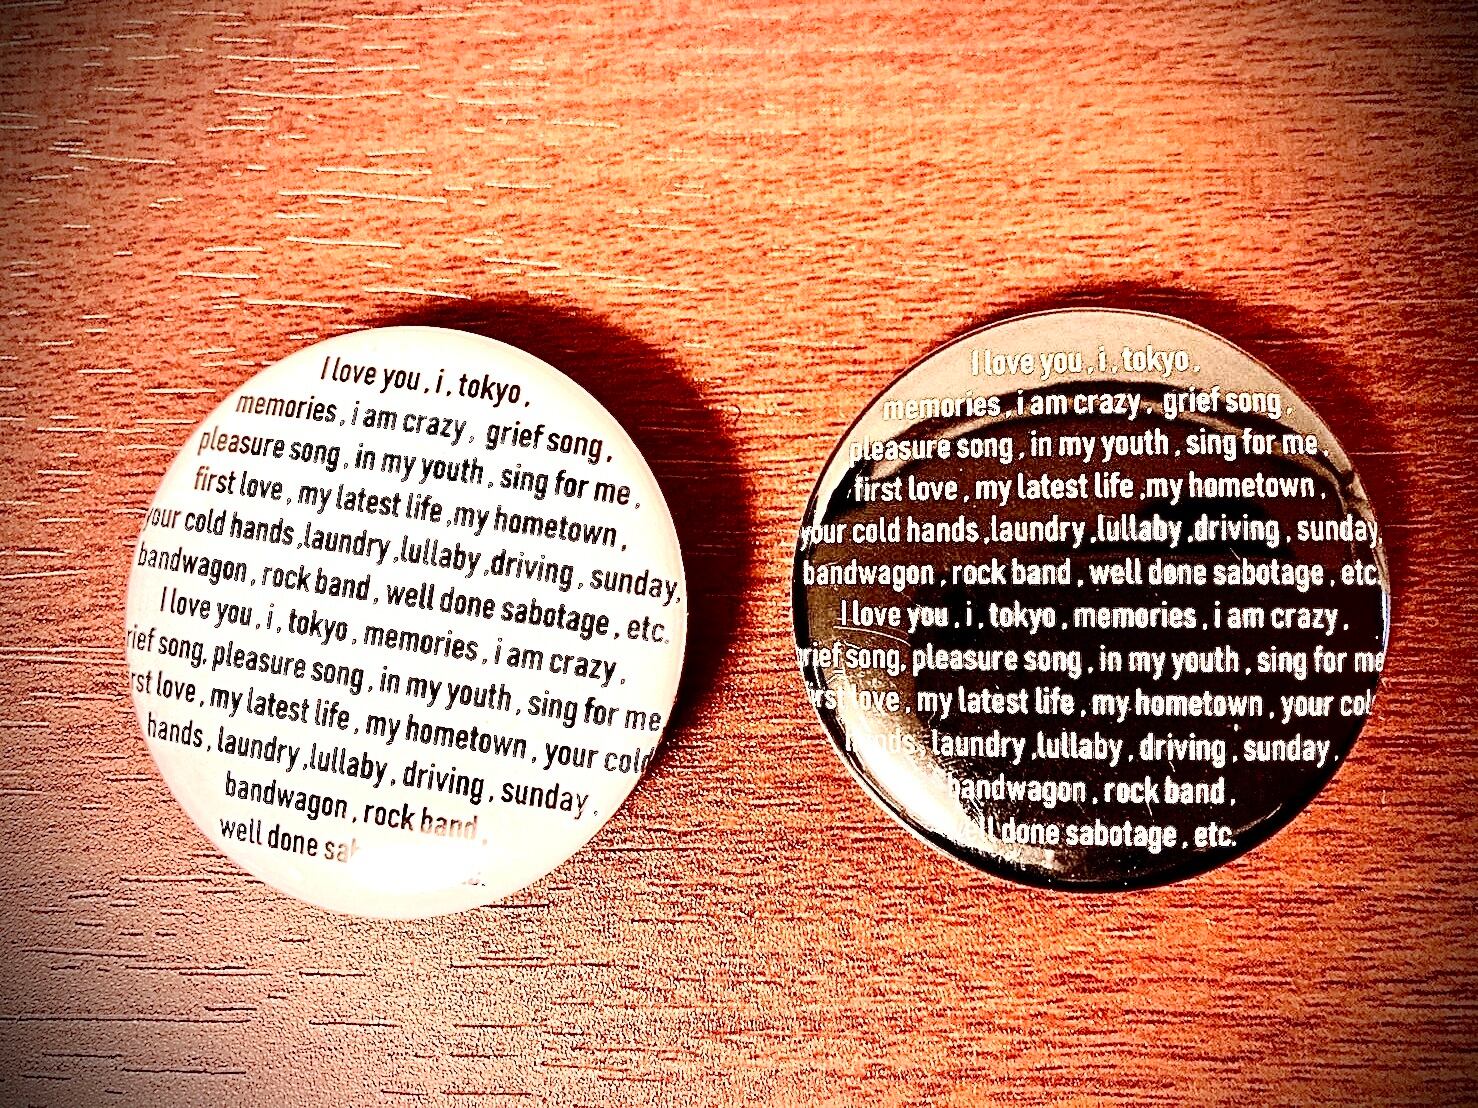 I love you , i , tokyo ,
memories , i am crazy , grief song ,
pleasure song , in my youth , sing for me ,
first love , my latest life ,my hometown ,
your cold hands ,laundry ,lullaby ,driving , sunday,
bandwagon , rock band , well done sabotage , etc.
I love you , i , tokyo , memories , i am crazy ,
rief song, pleasure song , in my youth , sing for me,
rst love , my latest life , my hometown , your cold
hands , laundry ,lullaby , driving , sunday ,
bandwagon , rock band ,
well done
I love you , i , tokyo ,
memories , i am crazy , grief song ,
pleasure song , in my youth , sing for me ,
first love , my latest life ,my hometown ,
your cold hands ,laundry ,lullaby ,driving , sunday,
bandwagon , rock band , well done sabotage , etc.
I love you , i , tokyo , memories , i am crazy ,
grief song, pleasure song , in my youth , sing for me
rst love , my latest life , my hometown , your col
hands , laundry ,lullaby , driving , sunday ,
bandwagon , rock band ,
well done sabotage , etc.